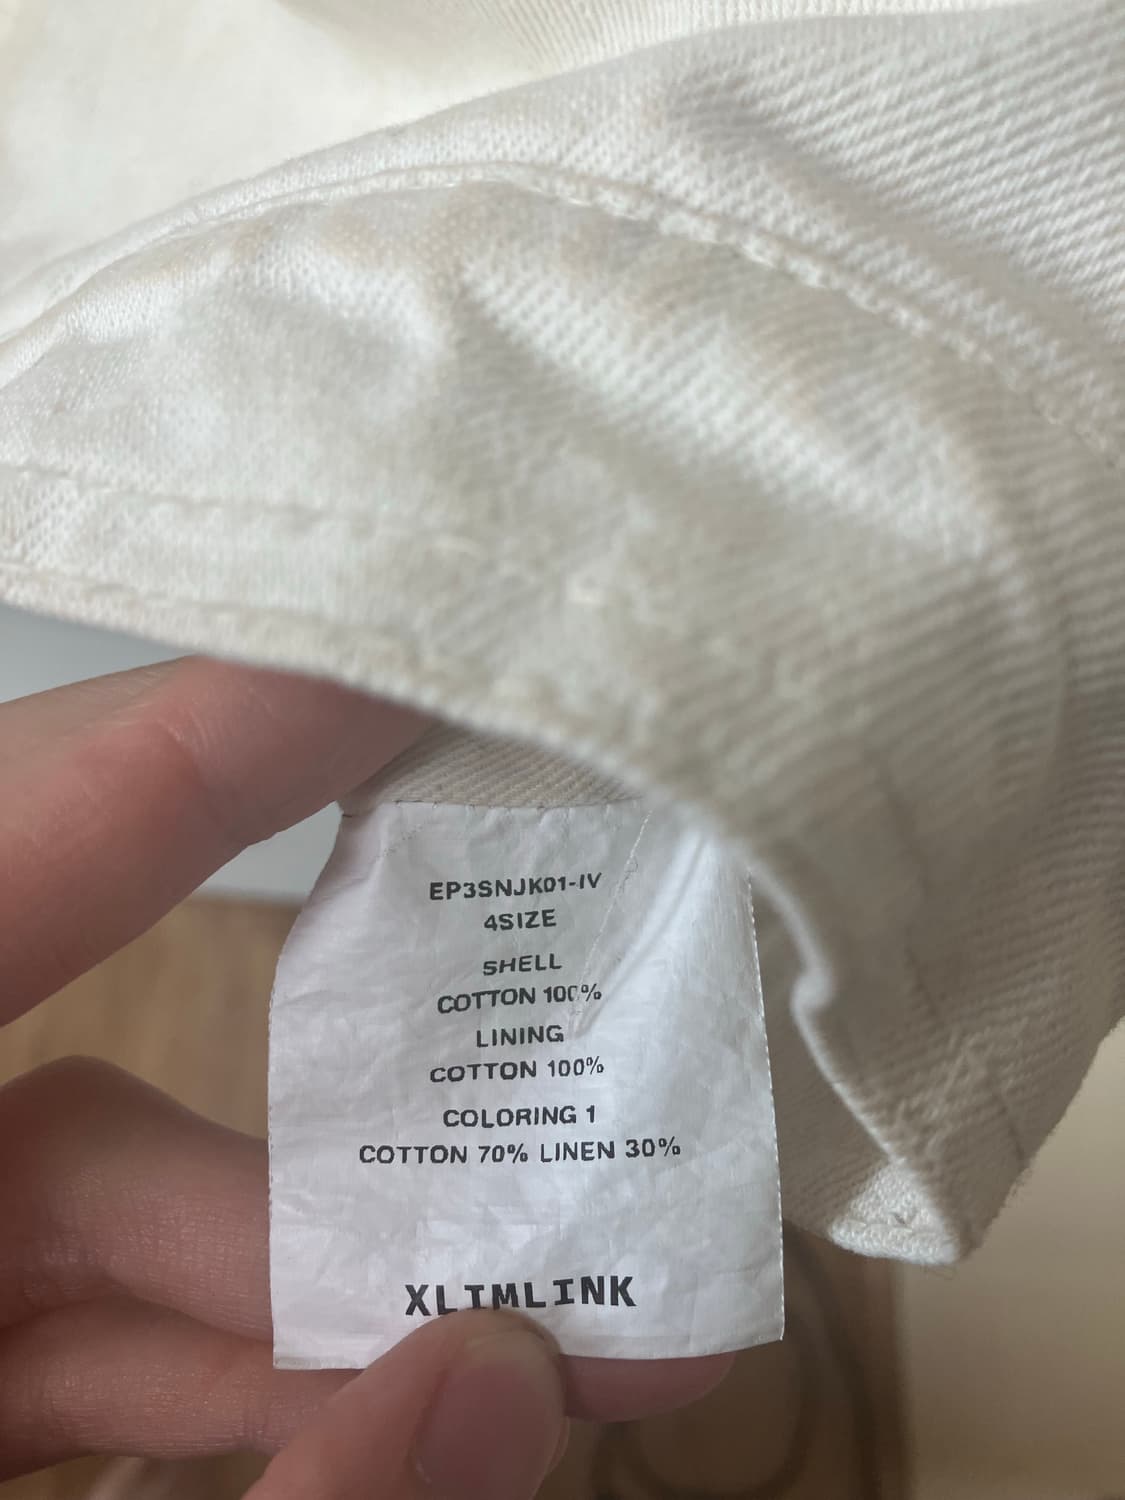 EP3SNJK01-IV
4SIZE
SHELL
COTTON 100%
LINING
COTTON 100%
COLORING 1
COTTON 70% LINEN 30%
XLIMLINK